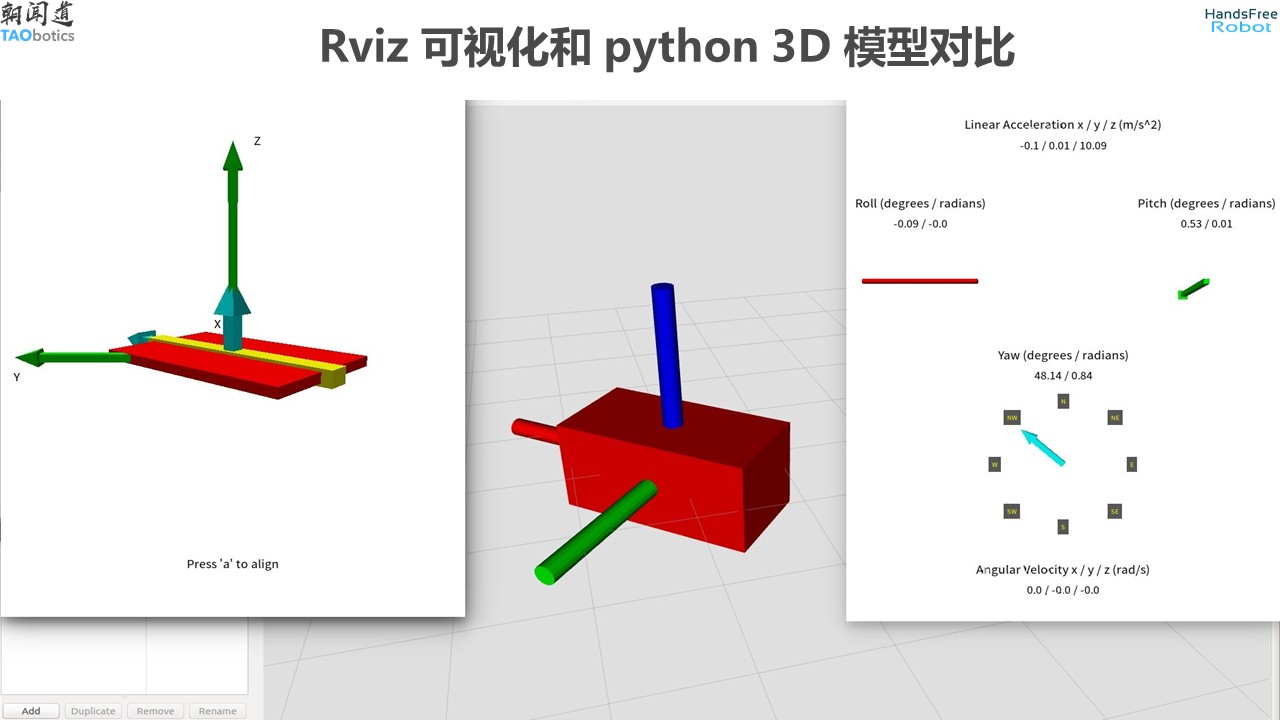 朝闻道
TAObotics
Rviz 可视化和 python 3D 模型对比
HandsFree
Robot
Z
X
Y
Press 'a' to align
Linear Acceleration x / y / z (m/s^2)
-0.1 / 0.01 / 10.09
Roll (degrees / radians)
-0.09 / -0.0
Pitch (degrees / radians)
0.53 / 0.01
Yaw (degrees / radians)
48.14 / 0.84
N
NW
NE
W
E
SW
SE
S
Angular Velocity x / y / z (rad/s)
0.0 / -0.0 / -0.0
Add
Duplicate
Remove
Rename